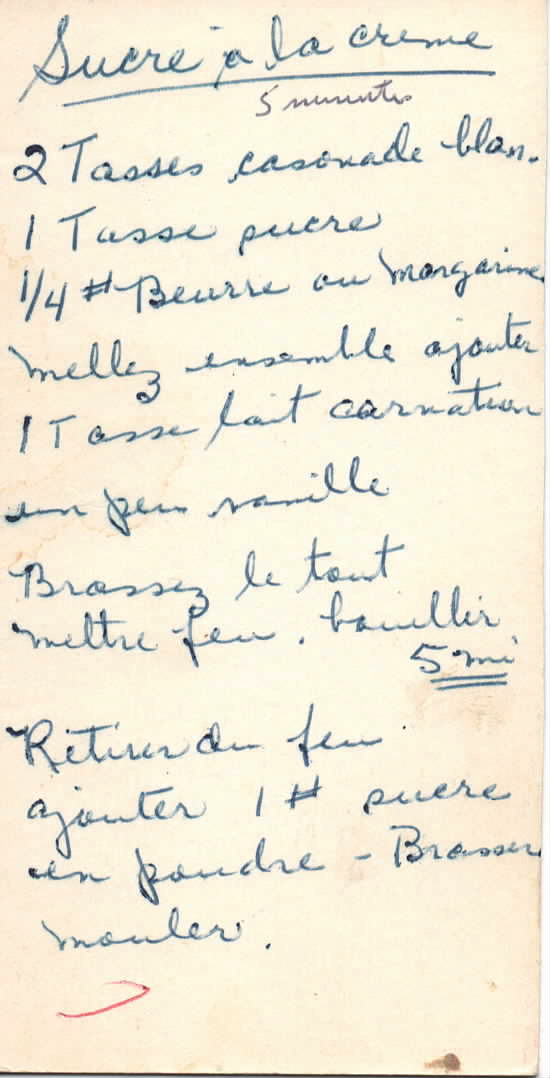 Sucre à la creme
5 minutes
2 Tasses casonade blan.
1 Tasse sucre
1/4 # Beurre ou Margarine
Mellez ensemble ajouter
1 Tasse lait carnation
un peu vanille
Brassez le tout
mettre feu. bouillir
5 mi
Retirer du feu
ajouter 1 # sucre
en poudre - Brasser
mouler.